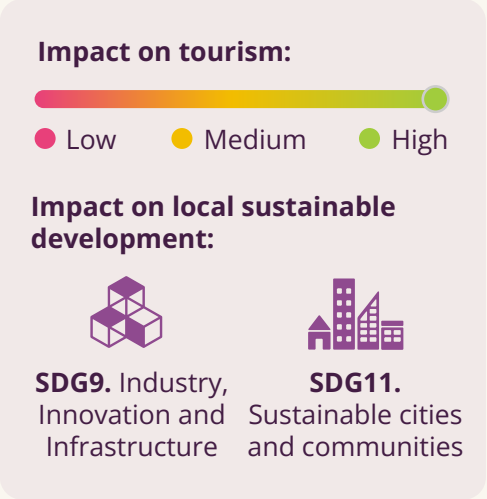 Impact on tourism:
Low Medium High
Impact on local sustainable
development:
SDG9. Industry,
Innovation and
Infrastructure
SDG11.
Sustainable cities
and communities